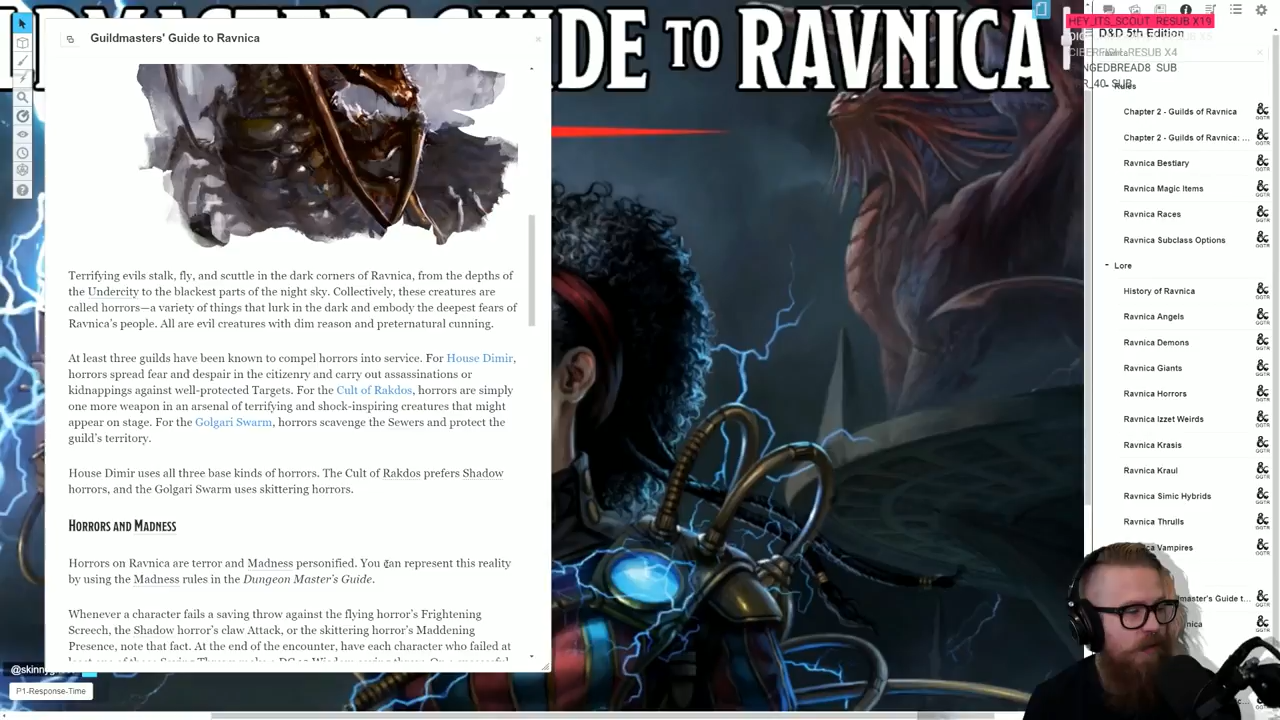 Guildmasters' Guide to Ravnica
GUIDE TO RAVNICA
HEY_ITS_SCOUT RESUB X19
D&D 5th Edition
RESUB X4
SUB
Rules
Chapter 2 - Guilds of Ravnica
Chapter 2 - Guilds of Ravnica: ...
Ravnica Bestiary
Ravnica Magic Items
Ravnica Races
Ravnica Subclass Options
Lore
History of Ravnica
Ravnica Angels
Ravnica Demons
Ravnica Giants
Ravnica Horrors
Ravnica Izzet Weirds
Ravnica Krasis
Ravnica Kraul
Ravnica Simic Hybrids
Ravnica Thrulls
Vampires
Terrifying evils stalk, fly, and scuttle in the dark corners of Ravnica, from the depths of
the Undercity to the blackest parts of the night sky. Collectively, these creatures are
called horrors—a variety of things that lurk in the dark and embody the deepest fears of
Ravnica's people. All are evil creatures with dim reason and preternatural cunning.
At least three guilds have been known to compel horrors into service. For House Dimir,
horrors spread fear and despair in the citizenry and carry out assassinations or
kidnappings against well-protected Targets. For the Cult of Rakdos, horrors are simply
one more weapon in an arsenal of terrifying and shock-inspiring creatures that might
appear on stage. For the Golgari Swarm, horrors scavenge the Sewers and protect the
guild's territory.
House Dimir uses all three base kinds of horrors. The Cult of Rakdos prefers Shadow
horrors, and the Golgari Swarm uses skittering horrors.
HORRORS AND MADNESS
Horrors on Ravnica are terror and Madness personified. You can represent this reality
by using the Madness rules in the Dungeon Master's Guide.
Whenever a character fails a saving throw against the flying horror's Frightening
Screech, the Shadow horror's claw Attack, or the skittering horror's Maddening
Presence, note that fact. At the end of the encounter, have each character who failed at
P1-Response-Time